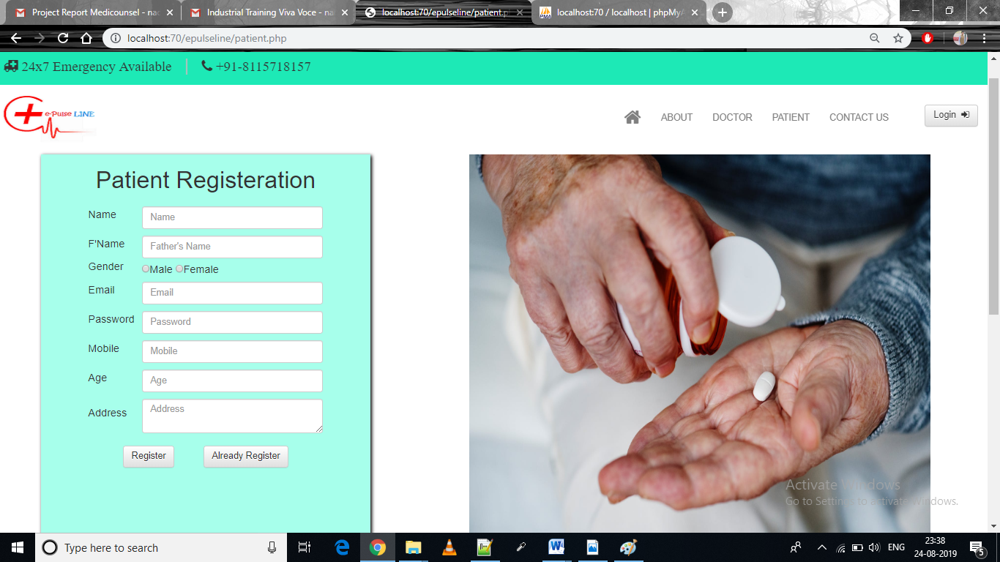 Project Report Medicounsel - nac
Industrial Training Viva Voce - na
localhost:70/epulseline/patient.p
localhost:70 / localhost | phpMyA
localhost:70/epulseline/patient.php
24x7 Emergency Available
+91-8115718157
e-Pulse LINE
ABOUT
DOCTOR
PATIENT
CONTACT US
Login
Patient Registeration
Name
Name
F'Name
Father's Name
Gender
Male
Female
Email
Email
Password
Password
Mobile
Mobile
Age
Age
Address
Address
Register
Already Register
Activate Windows
Go to Settings to activate Windows.
Type here to search
ENG
23:38
24-08-2019
5